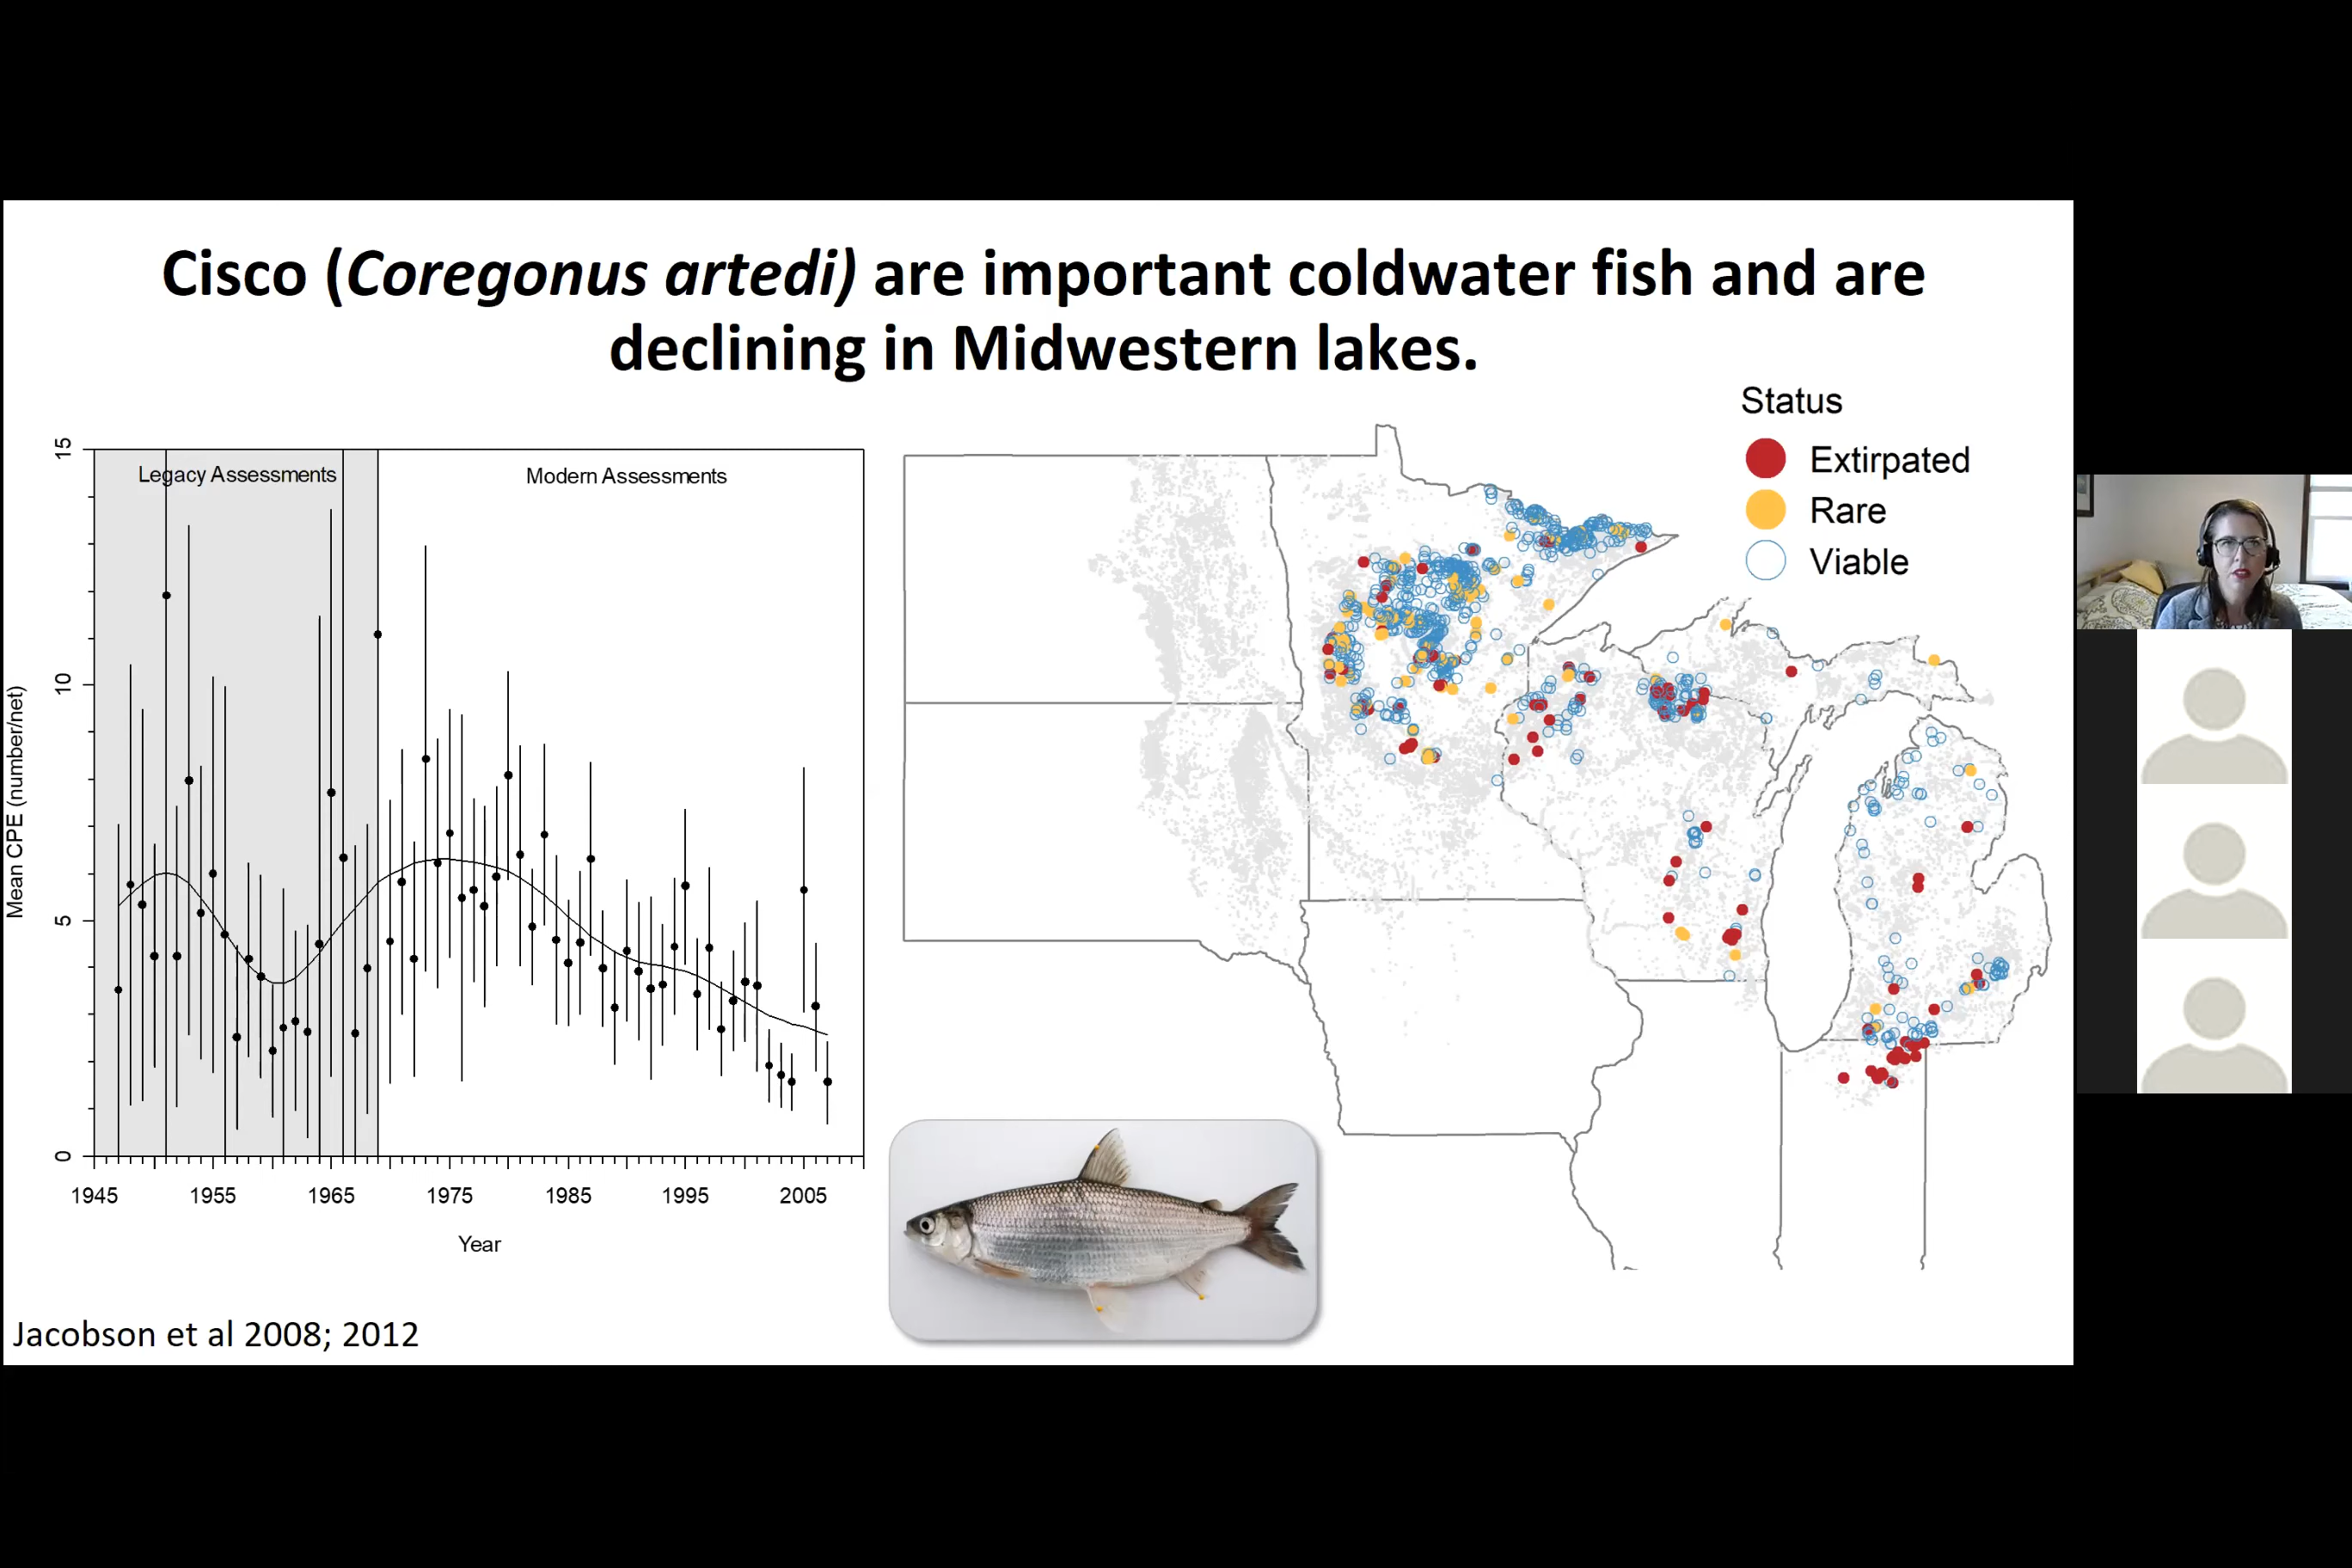 Cisco (Coregonus artedi) are important coldwater fish and are
declining in Midwestern lakes.
Status
Extirpated
Rare
Viable
Legacy Assessments
Modern Assessments
15
10
5
0
Mean CPE (number/net)
1945
1955
1965
1975
1985
1995
2005
Year
Jacobson et al 2008; 2012